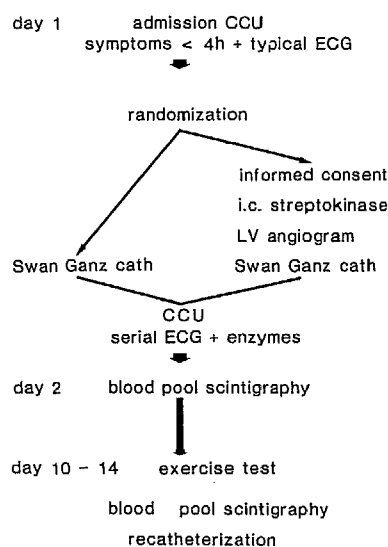 day 1 admission CCU
symptoms < 4h + typical ECG
randomization
informed consent
i.c. streptokinase
LV angiogram
Swan Ganz cath Swan Ganz cath
CCU
serial ECG + enzymes
day 2 blood pool scintigraphy
day 10 - 14 exercise test
blood pool scintigraphy
recatheterization